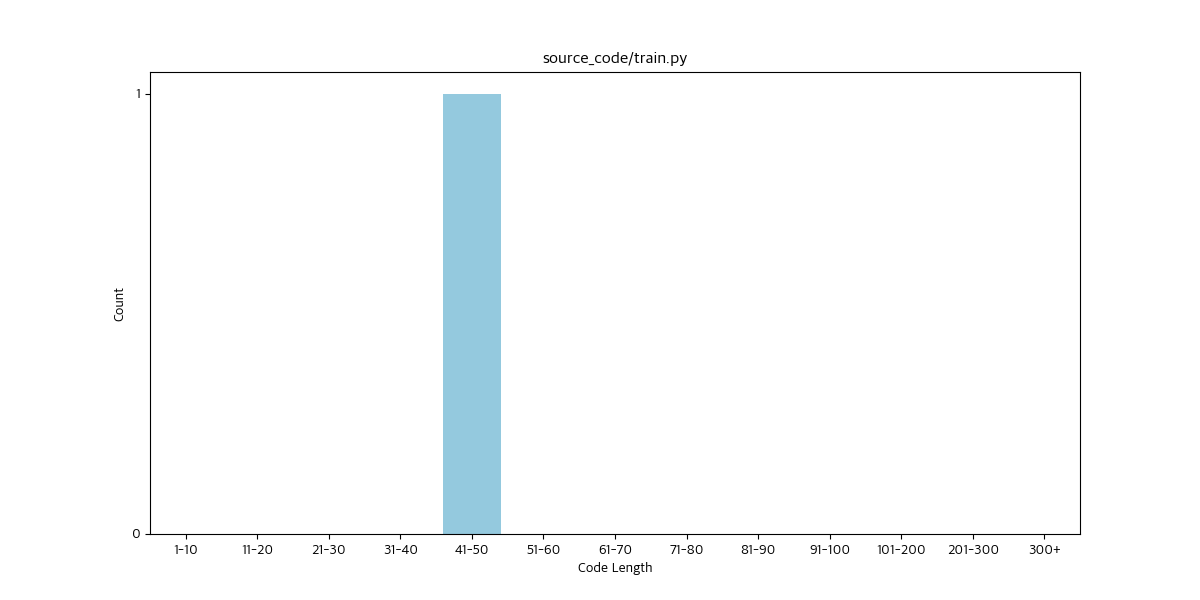 source_code/train.py
1
Count
0
1-10 11-20 21-30 31-40 41-50 51-60 61-70 71-80 81-90 91-100 101-200 201-300 300+
Code Length